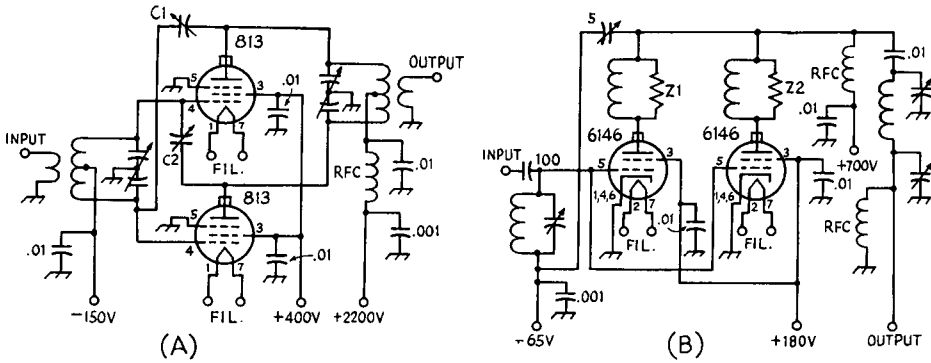 C1
813
5
4
3
.01
1
7
FIL.
INPUT
C2
OUTPUT
RFC
.01
.001
813
5
4
3
.01
1
7
.01
-150V
FIL.
+400V
+2200V
(A)
5
Z1
Z2
RFC
.01
6146
6146
.01
+700V
INPUT
100
5
3
5
3
.01
1,4,6
2
7
.01
1,4,6
2
7
FIL.
FIL.
RFC
.001
-65V
+180V
OUTPUT
(B)